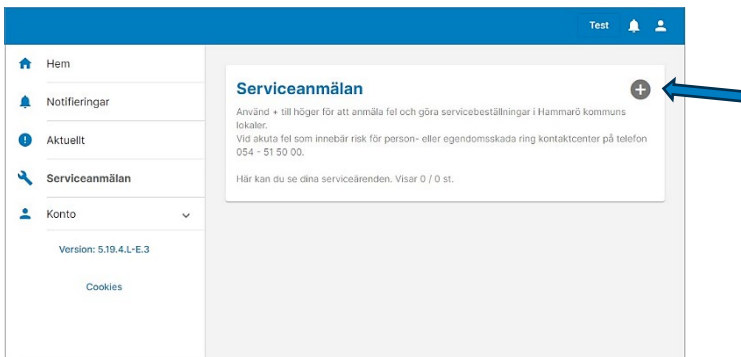 Test
Hem
Notifieringar
Aktuellt
Serviceanmälan
Konto
Version: 5.19.4.L-E.3
Cookies
Serviceanmälan
Använd + till höger för att anmäla fel och göra servicebeställningar i Hammarö kommuns
lokaler.
Vid akuta fel som innebär risk för person- eller egendomsskada ring kontaktcenter på telefon
054 - 51 50 00.
Här kan du se dina serviceärenden. Visar 0 / 0 st.